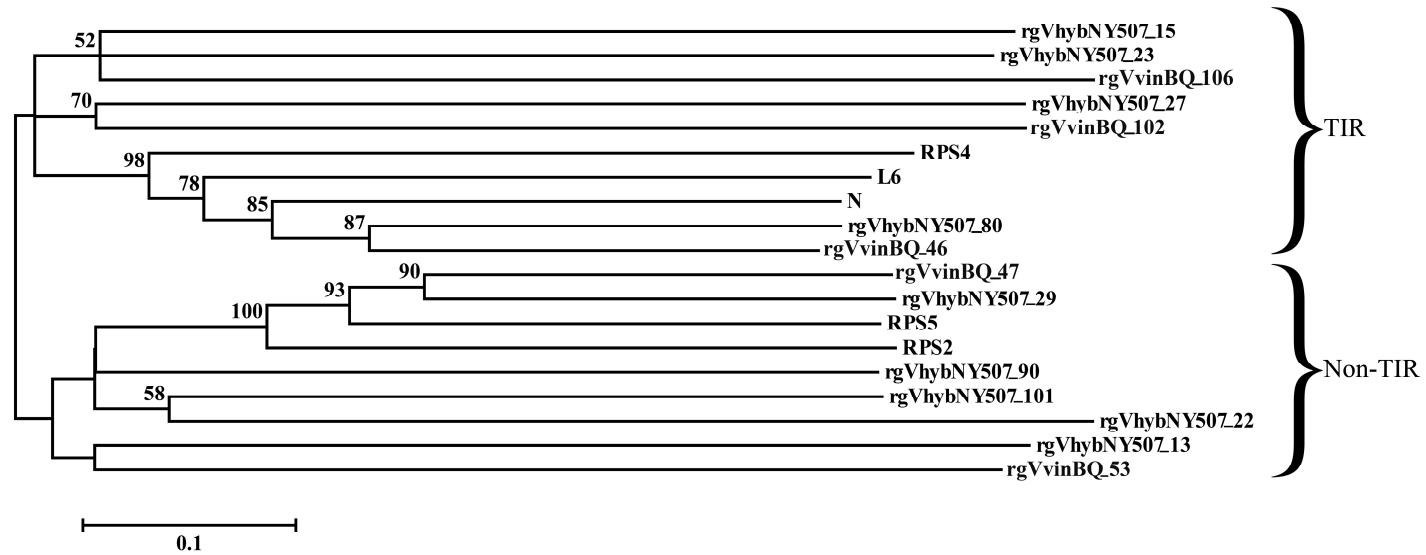 rgVhybNY507_15
52
rgVhybNY507_23
rgVvinBQ_106
70
rgVhybNY507_27
rgVvinBQ_102
TIR
98
RPS4
78
L6
85
N
87
rgVhybNY507_80
rgVvinBQ_46
90
rgVvinBQ_47
93
rgVhybNY507_29
100
RPS5
RPS2
rgVhybNY507_90
Non-TIR
58
rgVhybNY507_101
rgVhybNY507_22
rgVhybNY507_13
rgVvinBQ_53
0.1